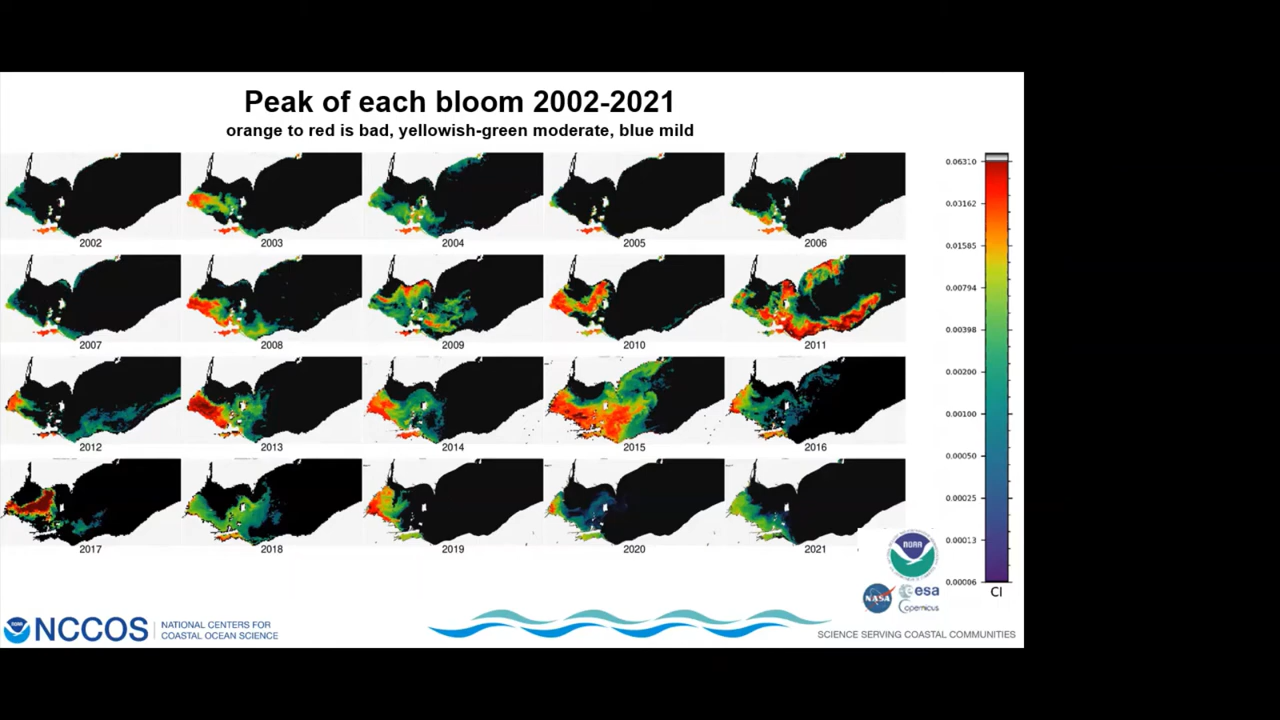 Peak of each bloom 2002-2021
orange to red is bad, yellowish-green moderate, blue mild
2002
2003
2004
2005
2006
2007
2008
2009
2010
2011
2012
2013
2014
2015
2016
2017
2018
2019
2020
2021
0.06310
0.03162
0.01585
0.00794
0.00398
0.00200
0.00100
0.00050
0.00025
0.00013
0.00006
CI
NOAA
NASA
esa
Copernicus
NCCOS
NATIONAL CENTERS FOR
COASTAL OCEAN SCIENCE
SCIENCE SERVING COASTAL COMMUNITIES